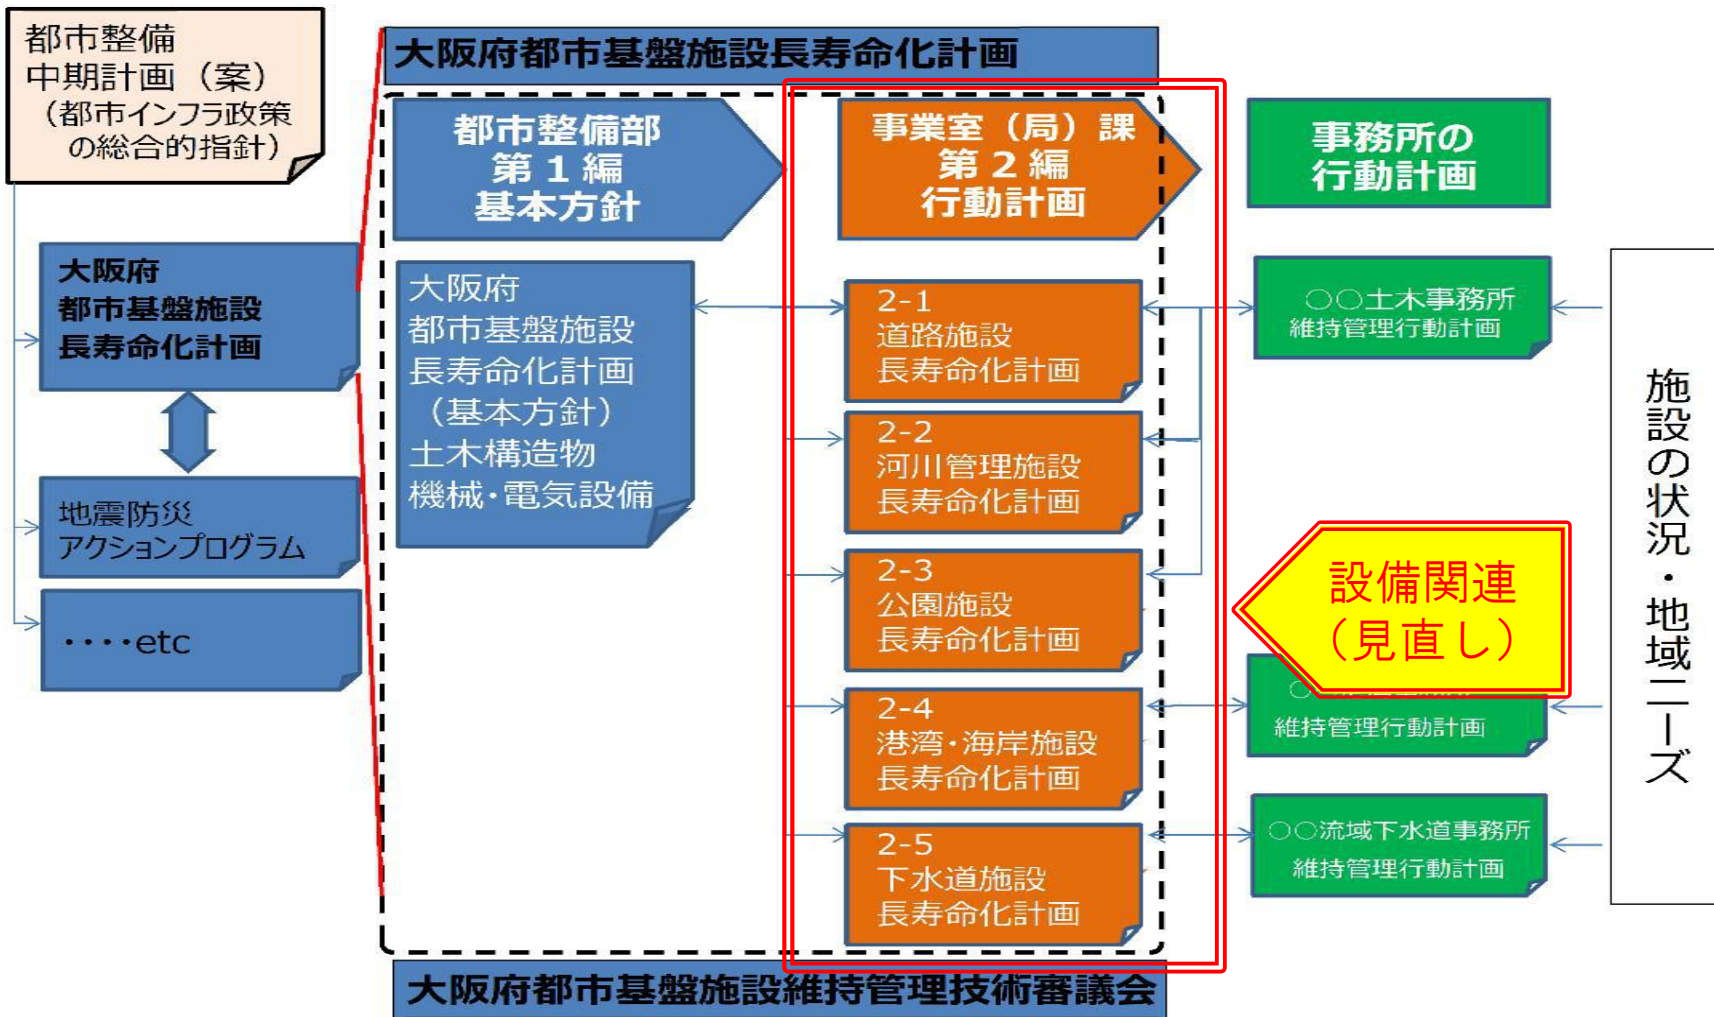 都市整備
中期計画（案）
（都市インフラ政策
の総合的指針）
大阪府
都市基盤施設
長寿命化計画
地震防災
アクションプログラム
・・・・etc
大阪府都市基盤施設長寿命化計画
都市整備部
第１編
基本方針
大阪府
都市基盤施設
長寿命化計画
（基本方針）
土木構造物
機械・電気設備
事業室（局）課
第２編
行動計画
2-1
道路施設
長寿命化計画
2-2
河川管理施設
長寿命化計画
2-3
公園施設
長寿命化計画
2-4
港湾・海岸施設
長寿命化計画
2-5
下水道施設
長寿命化計画
大阪府都市基盤施設維持管理技術審議会
事務所の
行動計画
○○土木事務所
維持管理行動計画
設備関連
（見直し）
維持管理行動計画
○○流域下水道事務所
維持管理行動計画
施設の状況・地域ニーズ